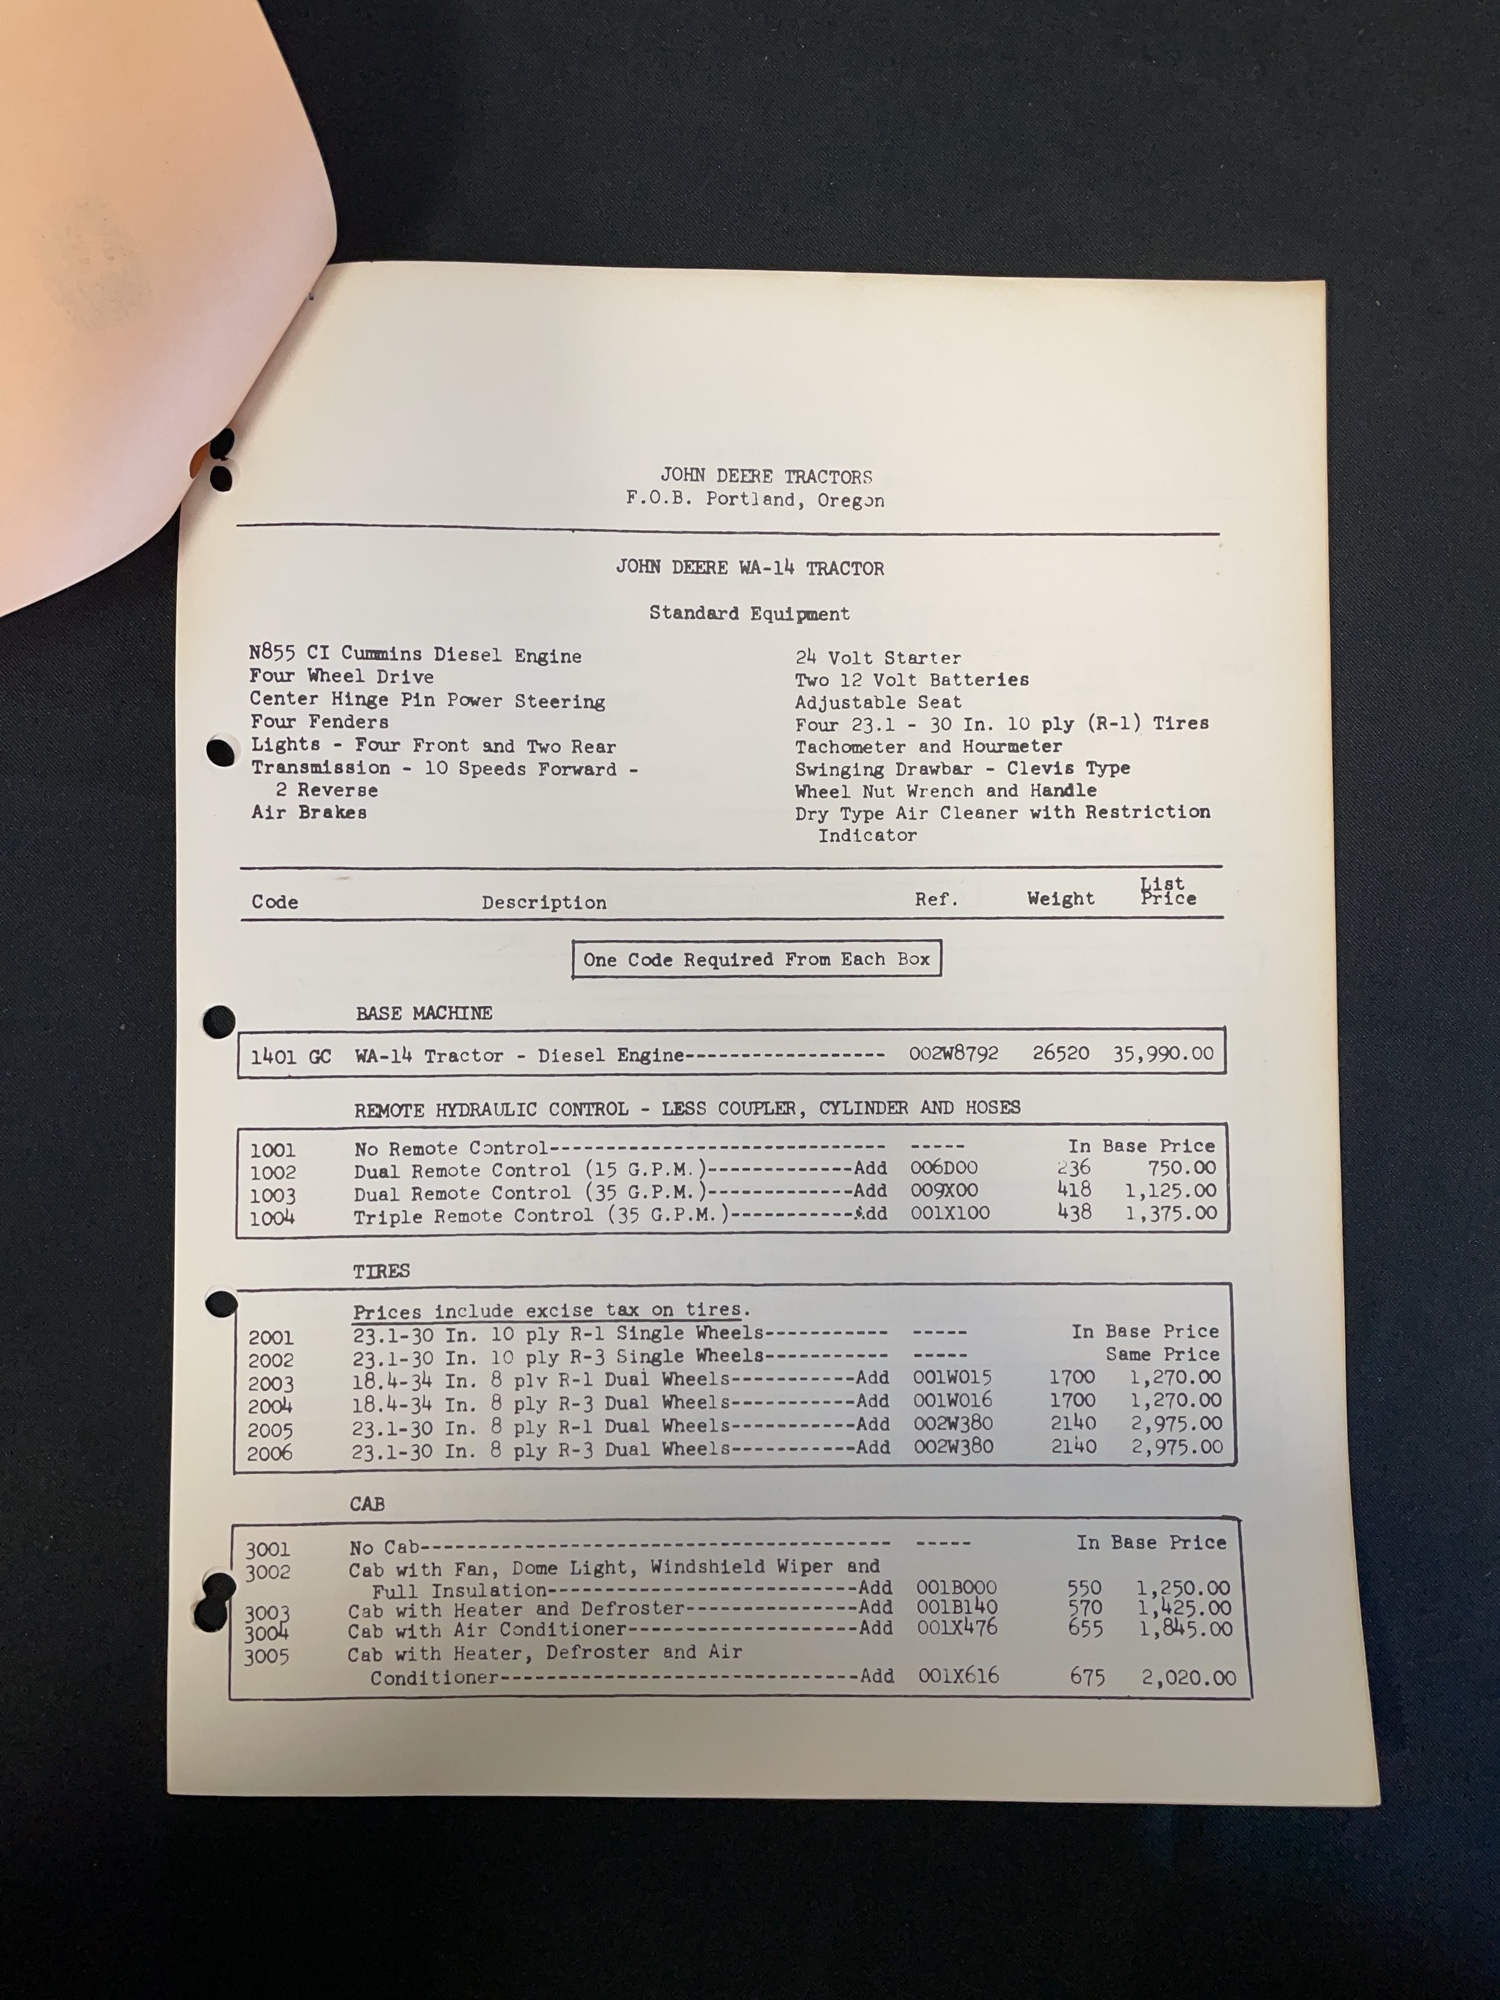 JOHN DEERE TRACTORS
F.O.B. Portland, Oregon
JOHN DEERE WA-14 TRACTOR
Standard Equipment
N855 CI Cummins Diesel Engine
Four Wheel Drive
Center Hinge Pin Power Steering
Four Fenders
Lights - Four Front and Two Rear
Transmission - 10 Speeds Forward -
2 Reverse
Air Brakes
24 Volt Starter
Two 12 Volt Batteries
Adjustable Seat
Four 23.1 - 30 In. 10 ply (R-1) Tires
Tachometer and Hourmeter
Swinging Drawbar - Clevis Type
Wheel Nut Wrench and Handle
Dry Type Air Cleaner with Restriction
Indicator
Code Description Ref. Weight List Price
One Code Required From Each Box
BASE MACHINE
1401 GC WA-14 Tractor - Diesel Engine------------------ 002W8792 26520 35,990.00
REMOTE HYDRAULIC CONTROL - LESS COUPLER, CYLINDER AND HOSES
1001 No Remote Control----------------------------- ----- In Base Price
1002 Dual Remote Control (15 G.P.M.)-------------Add 006D00 236 750.00
1003 Dual Remote Control (35 G.P.M.)-------------Add 009X00 418 1,125.00
1004 Triple Remote Control (35 G.P.M.)-----------Add 001X100 438 1,375.00
TIRES
Prices include excise tax on tires.
2001 23.1-30 In. 10 ply R-1 Single Wheels----------- ----- In Base Price
2002 23.1-30 In. 10 ply R-3 Single Wheels----------- ----- Same Price
2003 18.4-34 In. 8 ply R-1 Dual Wheels-----------Add 001W015 1700 1,270.00
2004 18.4-34 In. 8 ply R-3 Dual Wheels-----------Add 001W016 1700 1,270.00
2005 23.1-30 In. 8 ply R-1 Dual Wheels-----------Add 002W380 2140 2,975.00
2006 23.1-30 In. 8 ply R-3 Dual Wheels-----------Add 002W380 2140 2,975.00
CAB
3001 No Cab----------------------------------------- ----- In Base Price
3002 Cab with Fan, Dome Light, Windshield Wiper and
Full Insulation---------------------------Add 001B000 550 1,250.00
3003 Cab with Heater and Defroster---------------Add 001B140 570 1,425.00
3004 Cab with Air Conditioner--------------------Add 001X476 655 1,845.00
3005 Cab with Heater, Defroster and Air
Conditioner-------------------------------Add 001X616 675 2,020.00